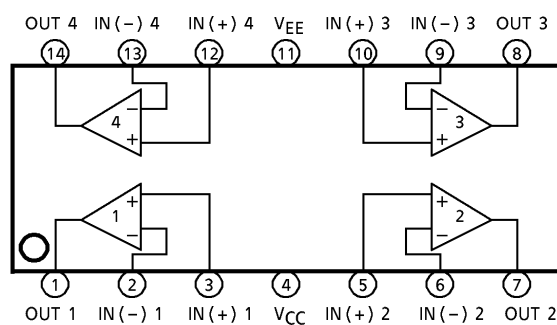 OUT 4 IN(−)4 IN(+)4 VEE IN(+)3 IN(−)3 OUT 3
14 13 12 11 10 9 8
− −
4 3
+ +
+ +
1 2
− −
1 2 3 4 5 6 7
OUT 1 IN(−)1 IN(+)1 VCC IN(+)2 IN(−)2 OUT 2